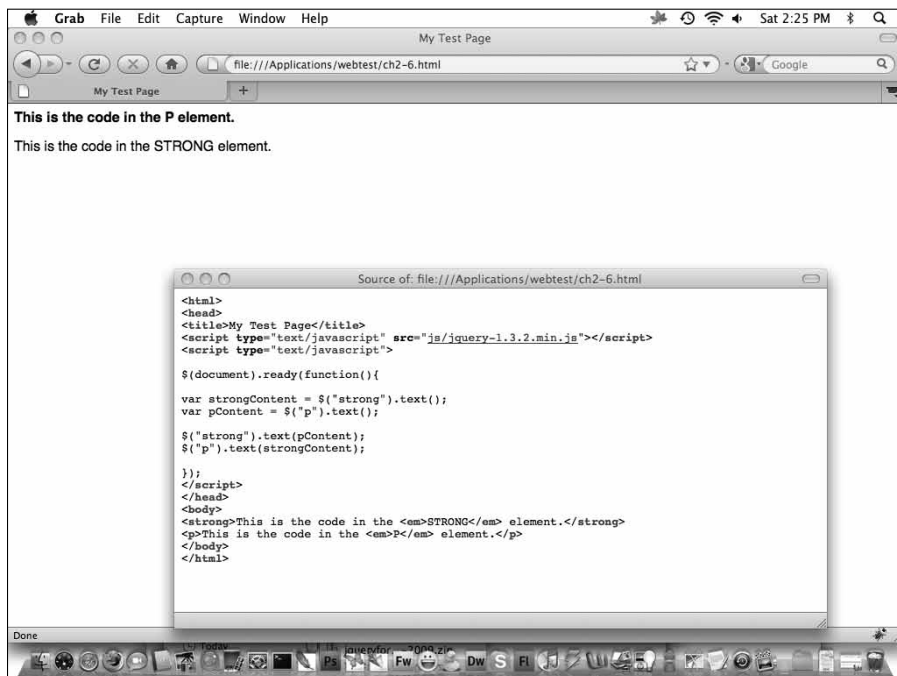 Grab File Edit Capture Window Help Sat 2:25 PM
My Test Page
file:///Applications/webtest/ch2-6.html Google
My Test Page +
This is the code in the P element.
This is the code in the STRONG element.
Source of: file:///Applications/webtest/ch2-6.html
<html>
<head>
<title>My Test Page</title>
<script type="text/javascript" src="js/jquery-1.3.2.min.js"></script>
<script type="text/javascript">
$(document).ready(function(){
var strongContent = $("strong").text();
var pContent = $("p").text();
$("strong").text(pContent);
$("p").text(strongContent);
});
</script>
</head>
<body>
<strong>This is the code in the <em>STRONG</em> element.</strong>
<p>This is the code in the <em>P</em> element.</p>
</body>
</html>
Done
Today
Ps Fw Dw S Fl